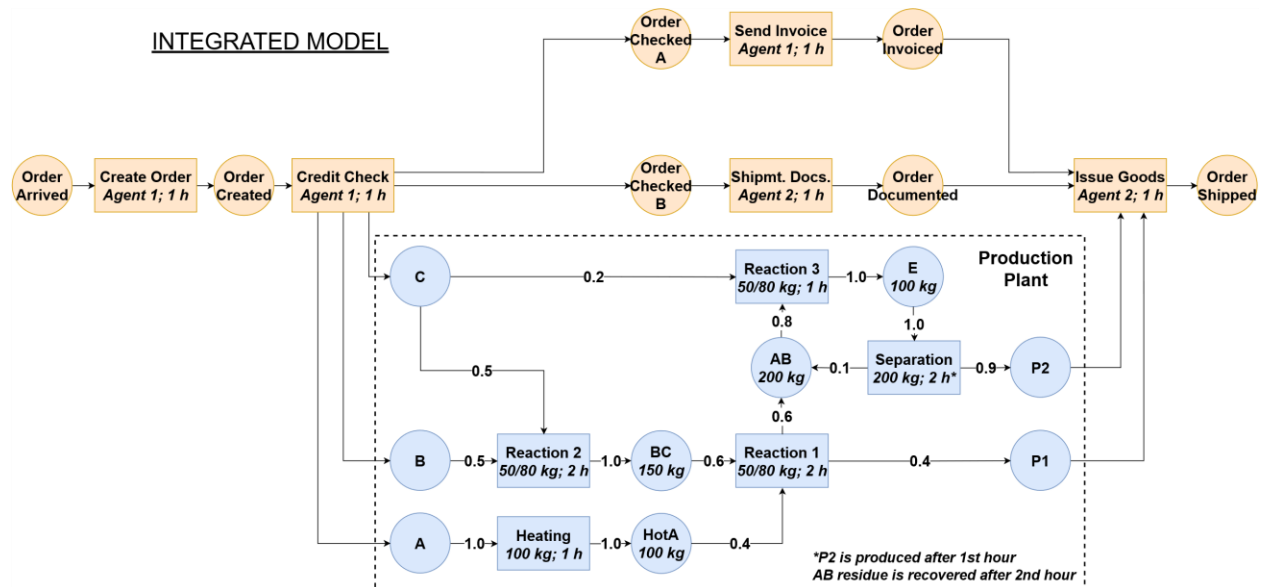 INTEGRATED MODEL
Order
Checked
A
Send Invoice
Agent 1; 1 h
Order
Invoiced
Order
Arrived
Create Order
Agent 1; 1 h
Order
Created
Credit Check
Agent 1; 1 h
Order
Checked
B
Shipmt. Docs.
Agent 2; 1 h
Order
Documented
Issue Goods
Agent 2; 1 h
Order
Shipped
Production
Plant
C
0.2
Reaction 3
50/80 kg; 1 h
1.0
E
100 kg
0.8
1.0
0.5
AB
200 kg
0.1
Separation
200 kg; 2 h*
0.9
P2
0.6
B
0.5
Reaction 2
50/80 kg; 2 h
1.0
BC
150 kg
0.6
Reaction 1
50/80 kg; 2 h
0.4
P1
A
1.0
Heating
100 kg; 1 h
1.0
HotA
100 kg
0.4
*P2 is produced after 1st hour
AB residue is recovered after 2nd hour